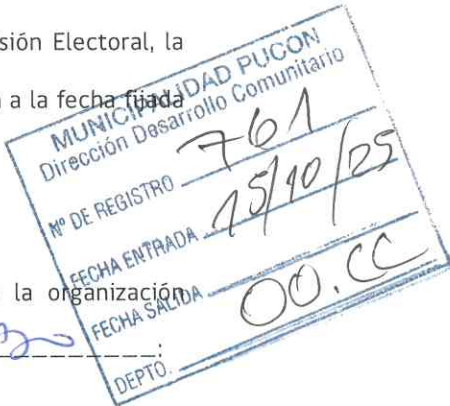 sión Electoral, la
a la fecha fijada
MUNICIPALIDAD PUCON
Dirección Desarrollo Comunitario
Nº DE REGISTRO 761
FECHA ENTRADA 15/10/25
FECHA SALIDA
OO.CC
DEPTO.
la organización
: